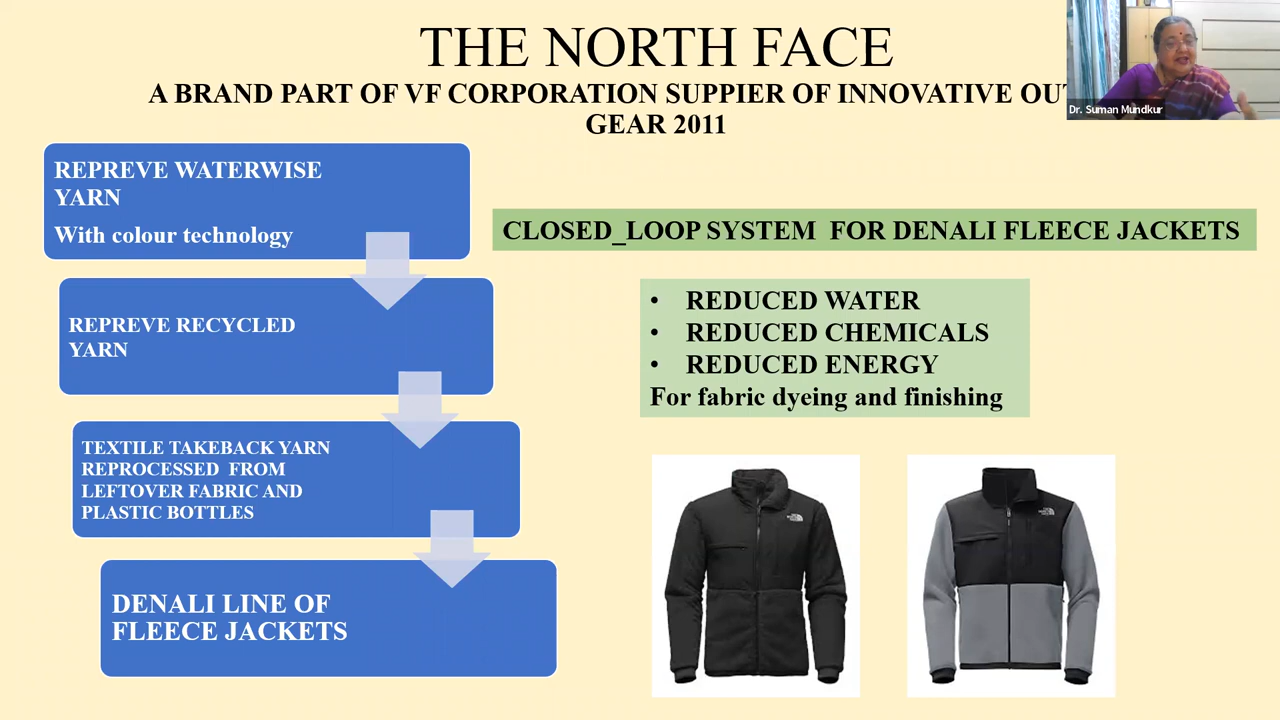 THE NORTH FACE
A BRAND PART OF VF CORPORATION SUPPIER OF INNOVATIVE
GEAR 2011
Dr. Suman Mundkur
REPREVE WATERWISE
YARN
With colour technology
CLOSED_LOOP SYSTEM FOR DENALI FLEECE JACKETS
REPREVE RECYCLED
YARN
• REDUCED WATER
• REDUCED CHEMICALS
• REDUCED ENERGY
For fabric dyeing and finishing
TEXTILE TAKEBACK YARN
REPROCESSED FROM
LEFTOVER FABRIC AND
PLASTIC BOTTLES
DENALI LINE OF
FLEECE JACKETS